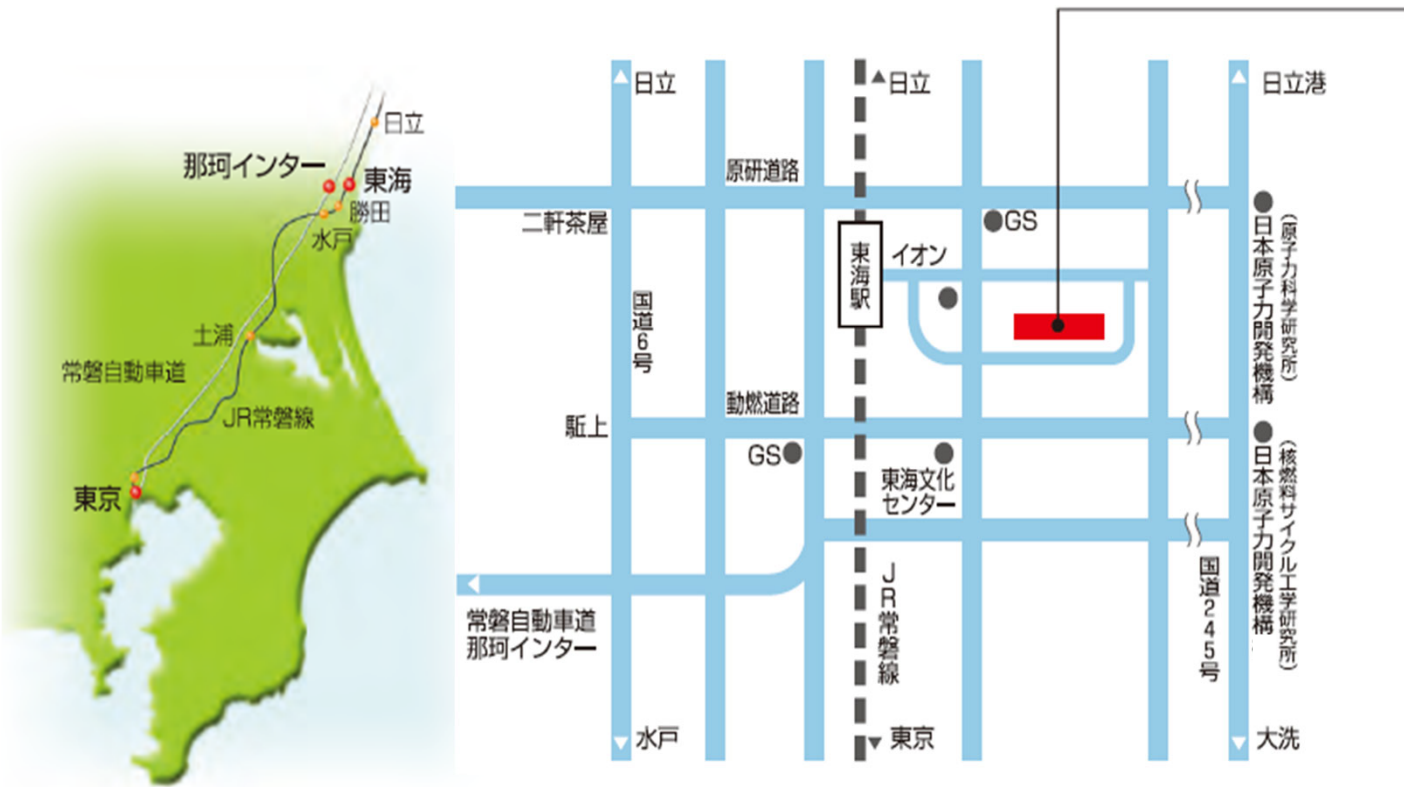 日立
那珂インター
東海
勝田
水戸
土浦
常磐自動車道
JR常磐線
東京
日立
日立
日立港
原研道路
二軒茶屋
GS
東海駅
イオン
国道6号
日本原子力開発機構
(原子力科学研究所)
動燃道路
駈上
GS
東海文化
センター
日本原子力開発機構
(核燃料サイクル工学研究所)
常磐自動車道
那珂インター
JR常磐線
国道245号
水戸
東京
大洗